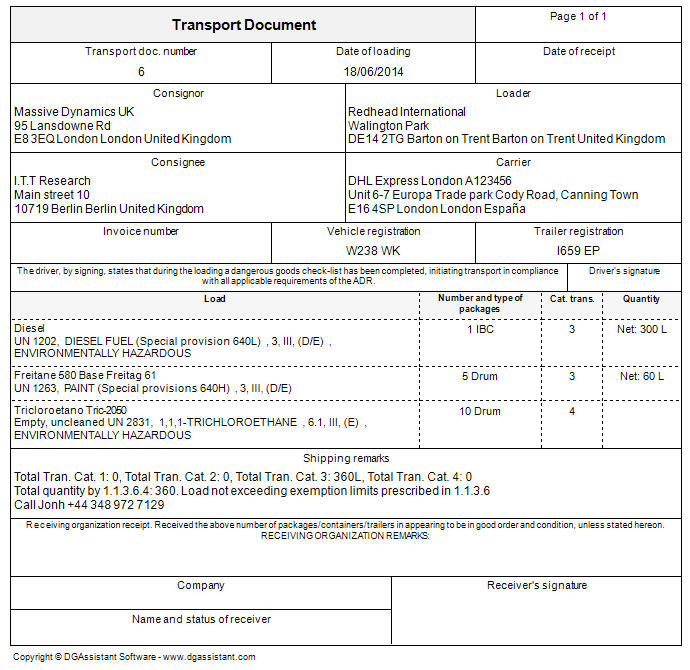 Transport Document
Page 1 of 1
Transport doc. number
Date of loading
Date of receipt
6
18/06/2014
Consignor
Loader
Massive Dynamics UK
95 Lansdowne Rd
E8 3EQ London London United Kingdom
Redhead International
Walington Park
DE14 2TG Barton on Trent Barton on Trent United Kingdom
Consignee
Carrier
I.T.T Research
Main street 10
10719 Berlin Berlin United Kingdom
DHL Express London A123456
Unit 6-7 Europa Trade park Cody Road, Canning Town
E16 4SP London London España
Invoice number
Vehicle registration
Trailer registration
W238 WK
I659 EP
The driver, by signing, states that during the loading a dangerous goods check-list has been completed, initiating transport in compliance
with all applicable requirements of the ADR.
Driver's signature
Load
Number and type of
packages
Cat. trans.
Quantity
Diesel
UN 1202, DIESEL FUEL (Special provision 640L) , 3, III, (D/E) ,
ENVIRONMENTALLY HAZARDOUS
1 IBC
3
Net: 300 L
Freitane 580 Base Freitag 61
UN 1263, PAINT (Special provisions 640H) , 3, III, (D/E)
5 Drum
3
Net: 60 L
Tricloroetano Tric-2050
Empty, uncleaned UN 2831, 1,1,1-TRICHLOROETHANE , 6.1, III, (E) ,
ENVIRONMENTALLY HAZARDOUS
10 Drum
4
Shipping remarks
Total Tran. Cat. 1: 0, Total Tran. Cat. 2: 0, Total Tran. Cat. 3: 360L, Total Tran. Cat. 4: 0
Total quantity by 1.1.3.6.4: 360. Load not exceeding exemption limits prescribed in 1.1.3.6
Call Jonh +44 348 972 7129
Receiving organization receipt. Received the above number of packages/containers/trailers in appearing to be in good order and condition, unless stated hereon.
RECEIVING ORGANIZATION REMARKS:
Company
Receiver's signature
Name and status of receiver
Copyright © DGAssistant Software - www.dgassistant.com